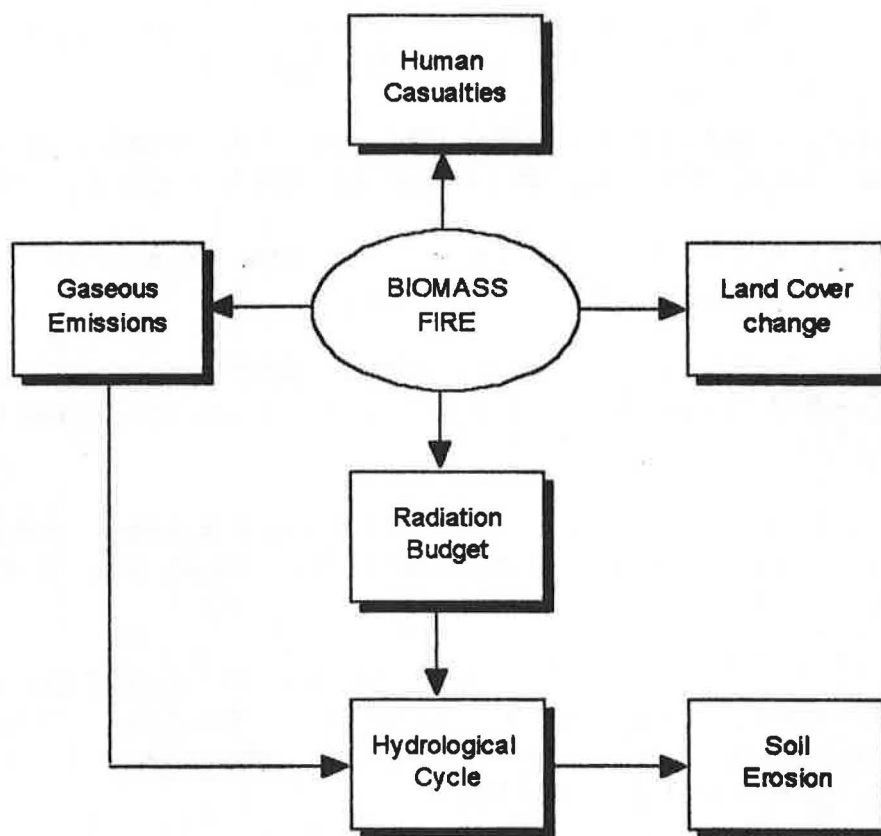 Human
Casualties
Gaseous
Emissions
BIOMASS
FIRE
Land Cover
change
Radiation
Budget
Hydrological
Cycle
Soil
Erosion